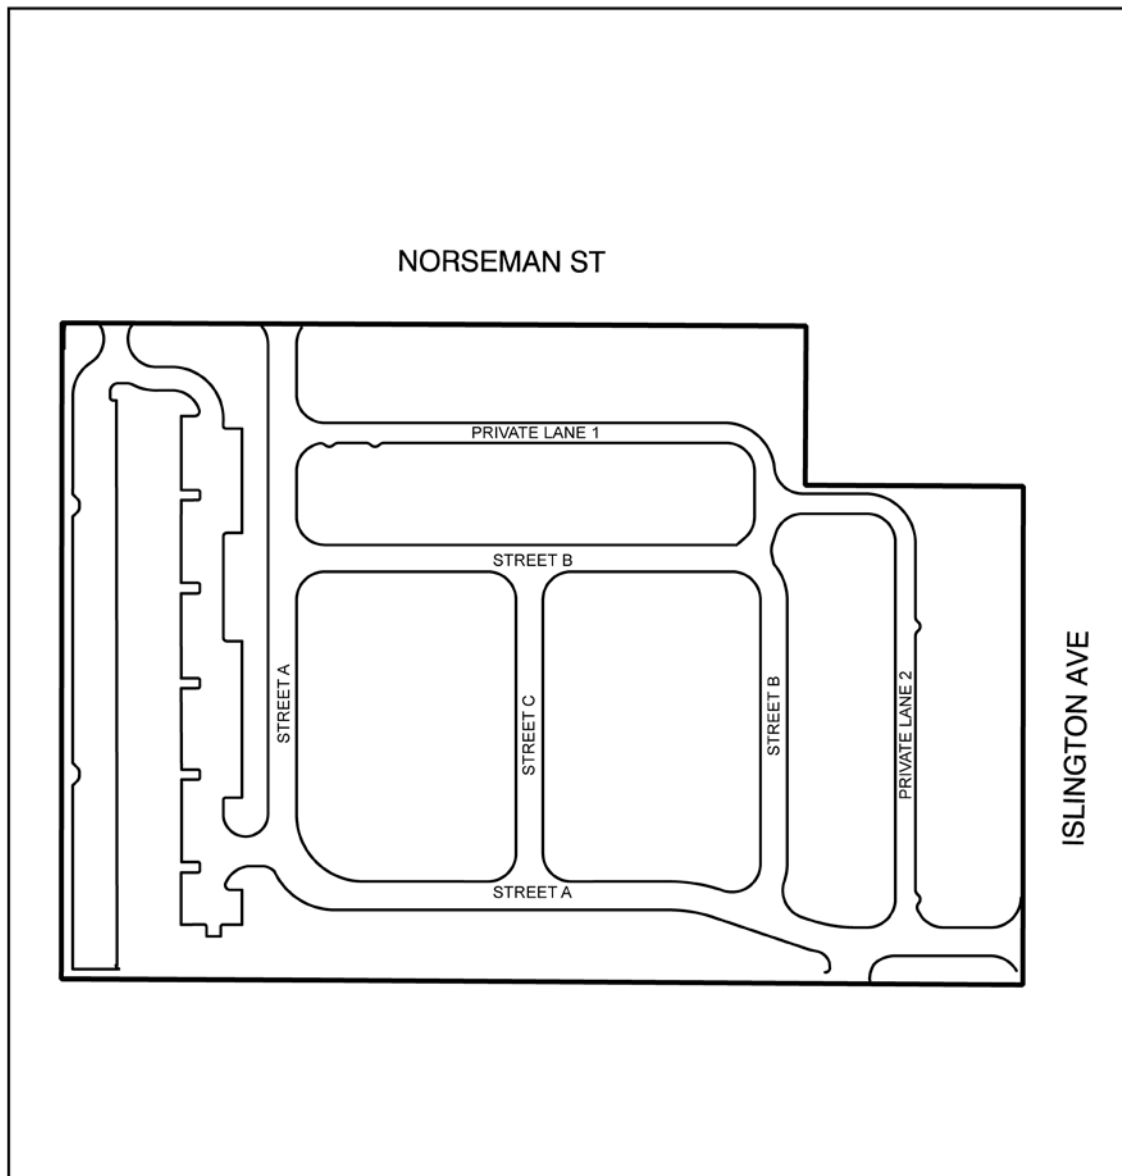 NORSEMAN ST
PRIVATE LANE 1
STREET B
STREET A
STREET C
STREET B
PRIVATE LANE 2
ISLINGTON AVE
STREET A